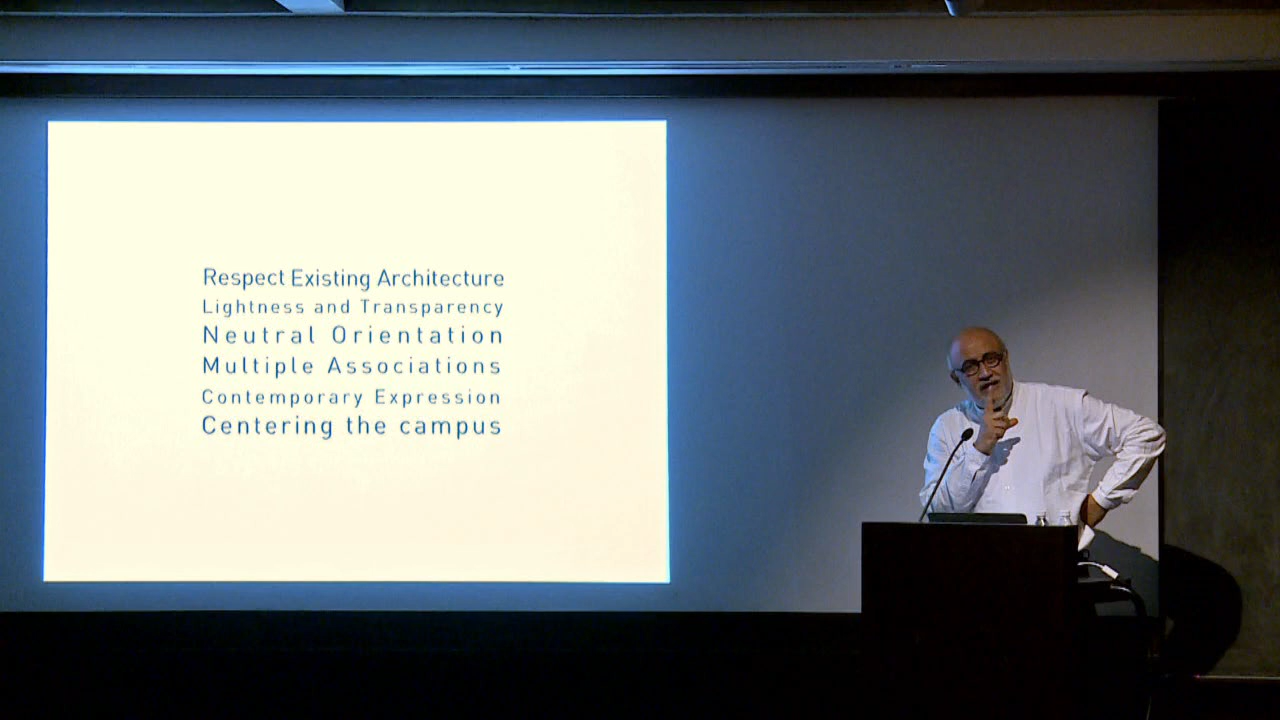 Respect Existing Architecture
Lightness and Transparency
Neutral Orientation
Multiple Associations
Contemporary Expression
Centering the campus